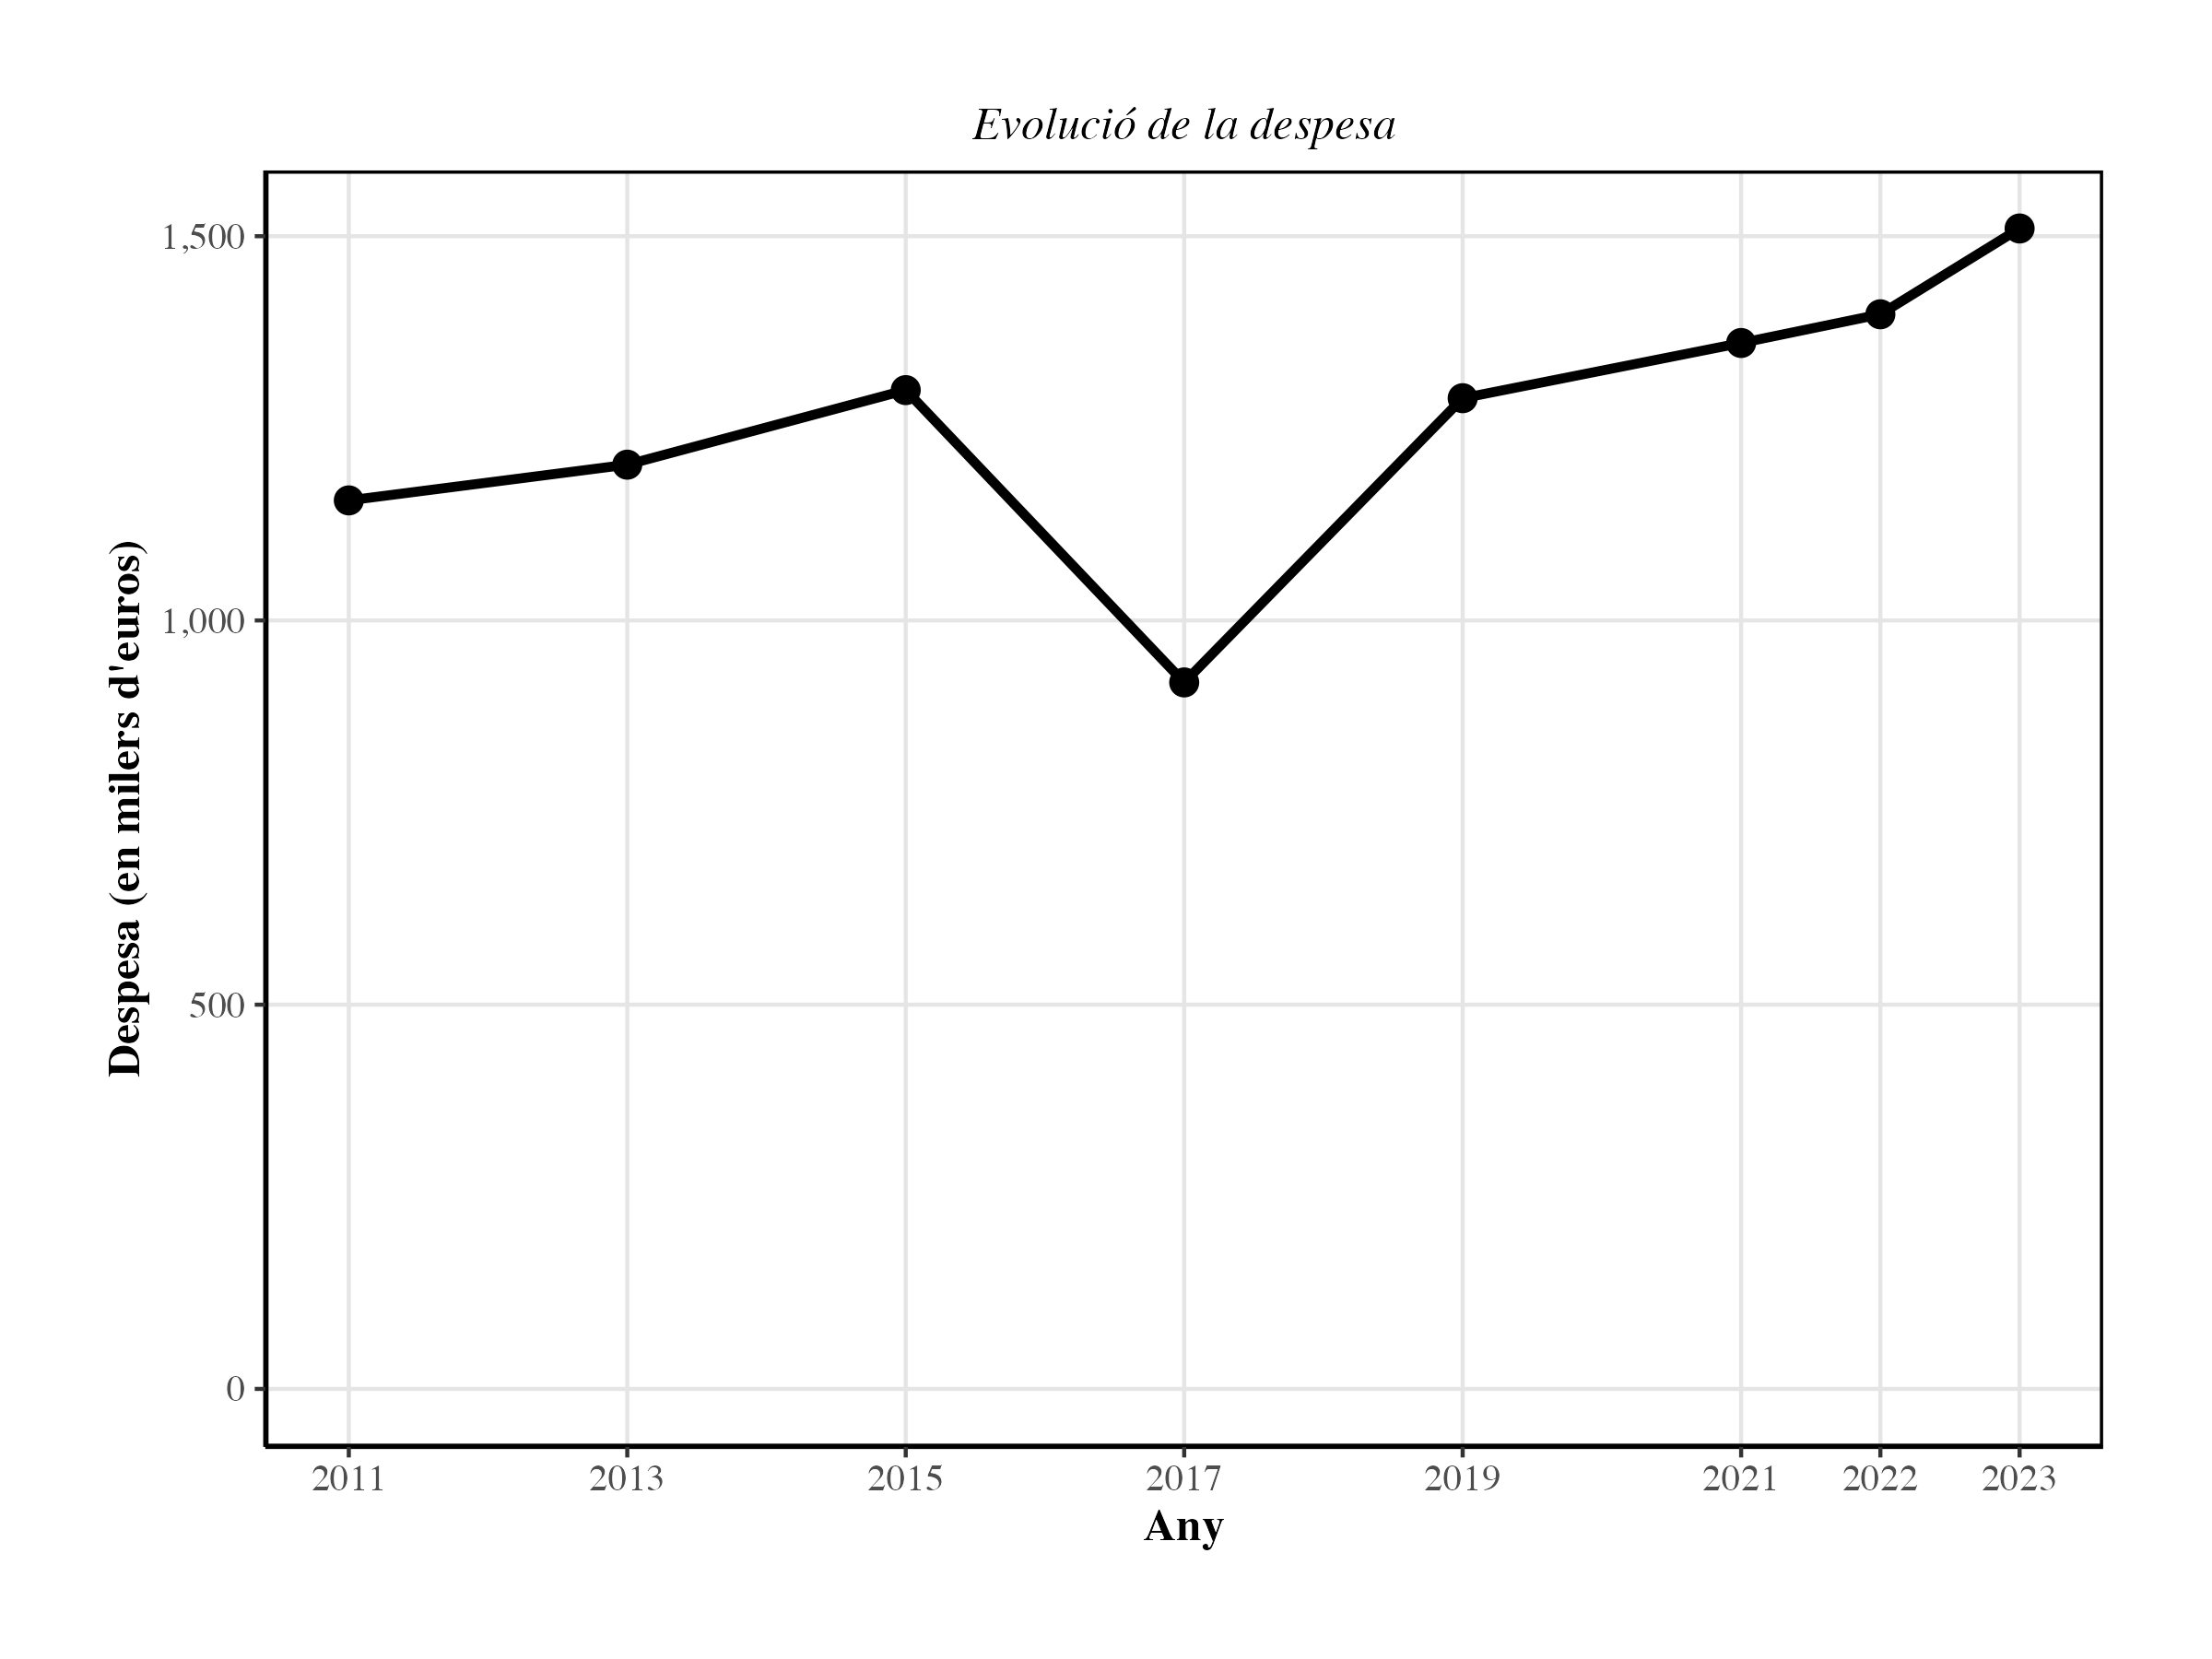 Evolució de la despesa
Despesa (en milers d'euros)
1,500
1,000
500
0
2011 2013 2015 2017 2019 2021 2022 2023
Any